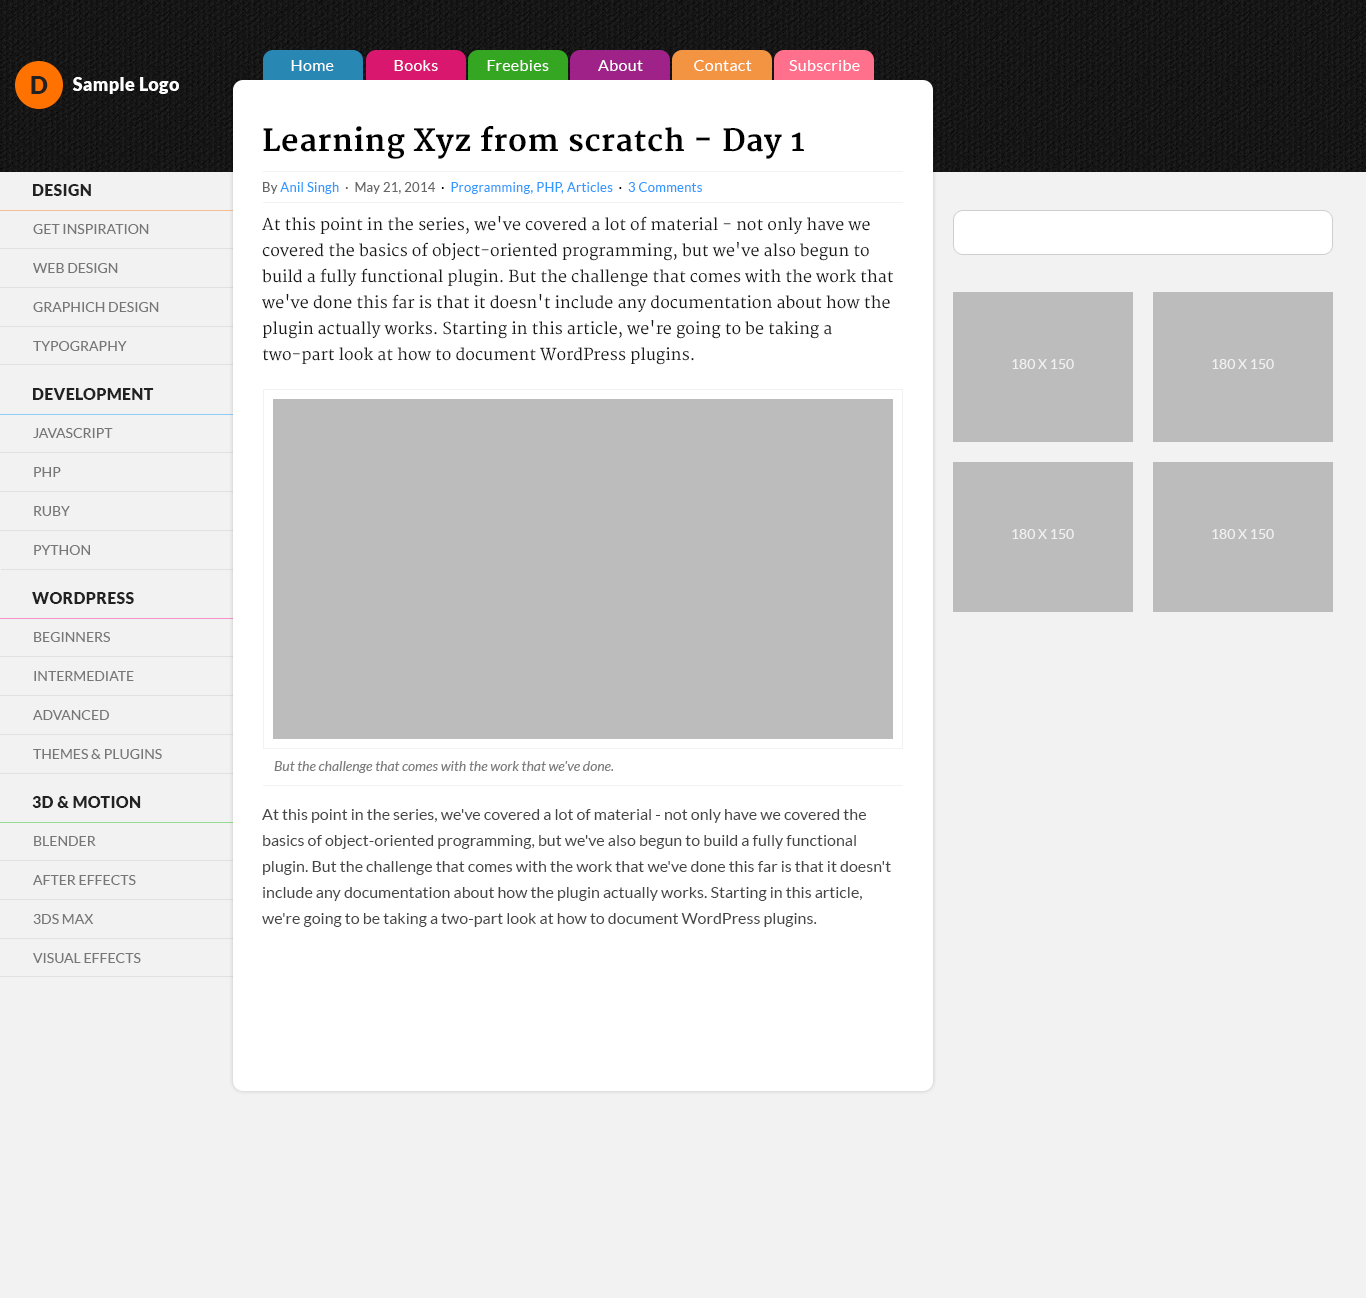 Home
Books
Freebies
About
Contact
Subscribe
D
Sample Logo
DESIGN
GET INSPIRATION
WEB DESIGN
GRAPHICH DESIGN
TYPOGRAPHY
DEVELOPMENT
JAVASCRIPT
PHP
RUBY
PYTHON
WORDPRESS
BEGINNERS
INTERMEDIATE
ADVANCED
THEMES & PLUGINS
3D & MOTION
BLENDER
AFTER EFFECTS
3DS MAX
VISUAL EFFECTS
Learning Xyz from scratch - Day 1
By Anil Singh · May 21, 2014 · Programming, PHP, Articles · 3 Comments
At this point in the series, we've covered a lot of material - not only have we
covered the basics of object-oriented programming, but we've also begun to
build a fully functional plugin. But the challenge that comes with the work that
we've done this far is that it doesn't include any documentation about how the
plugin actually works. Starting in this article, we're going to be taking a
two-part look at how to document WordPress plugins.
But the challenge that comes with the work that we've done.
At this point in the series, we've covered a lot of material - not only have we covered the
basics of object-oriented programming, but we've also begun to build a fully functional
plugin. But the challenge that comes with the work that we've done this far is that it doesn't
include any documentation about how the plugin actually works. Starting in this article,
we're going to be taking a two-part look at how to document WordPress plugins.
180 X 150
180 X 150
180 X 150
180 X 150